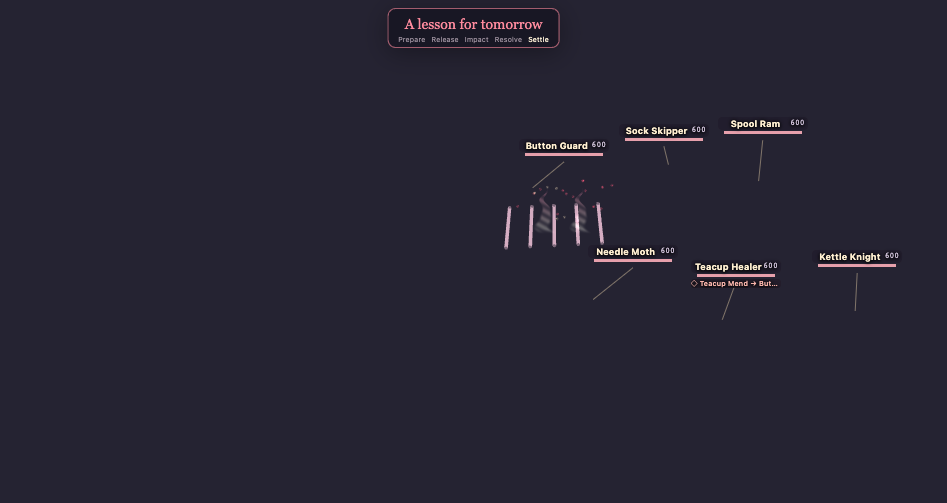 A lesson for tomorrow
Prepare Release Impact Resolve Settle
Spool Ram 600
Sock Skipper 600
Button Guard 600
Needle Moth 600
Kettle Knight 600
Teacup Healer 600
◇ Teacup Mend → But...